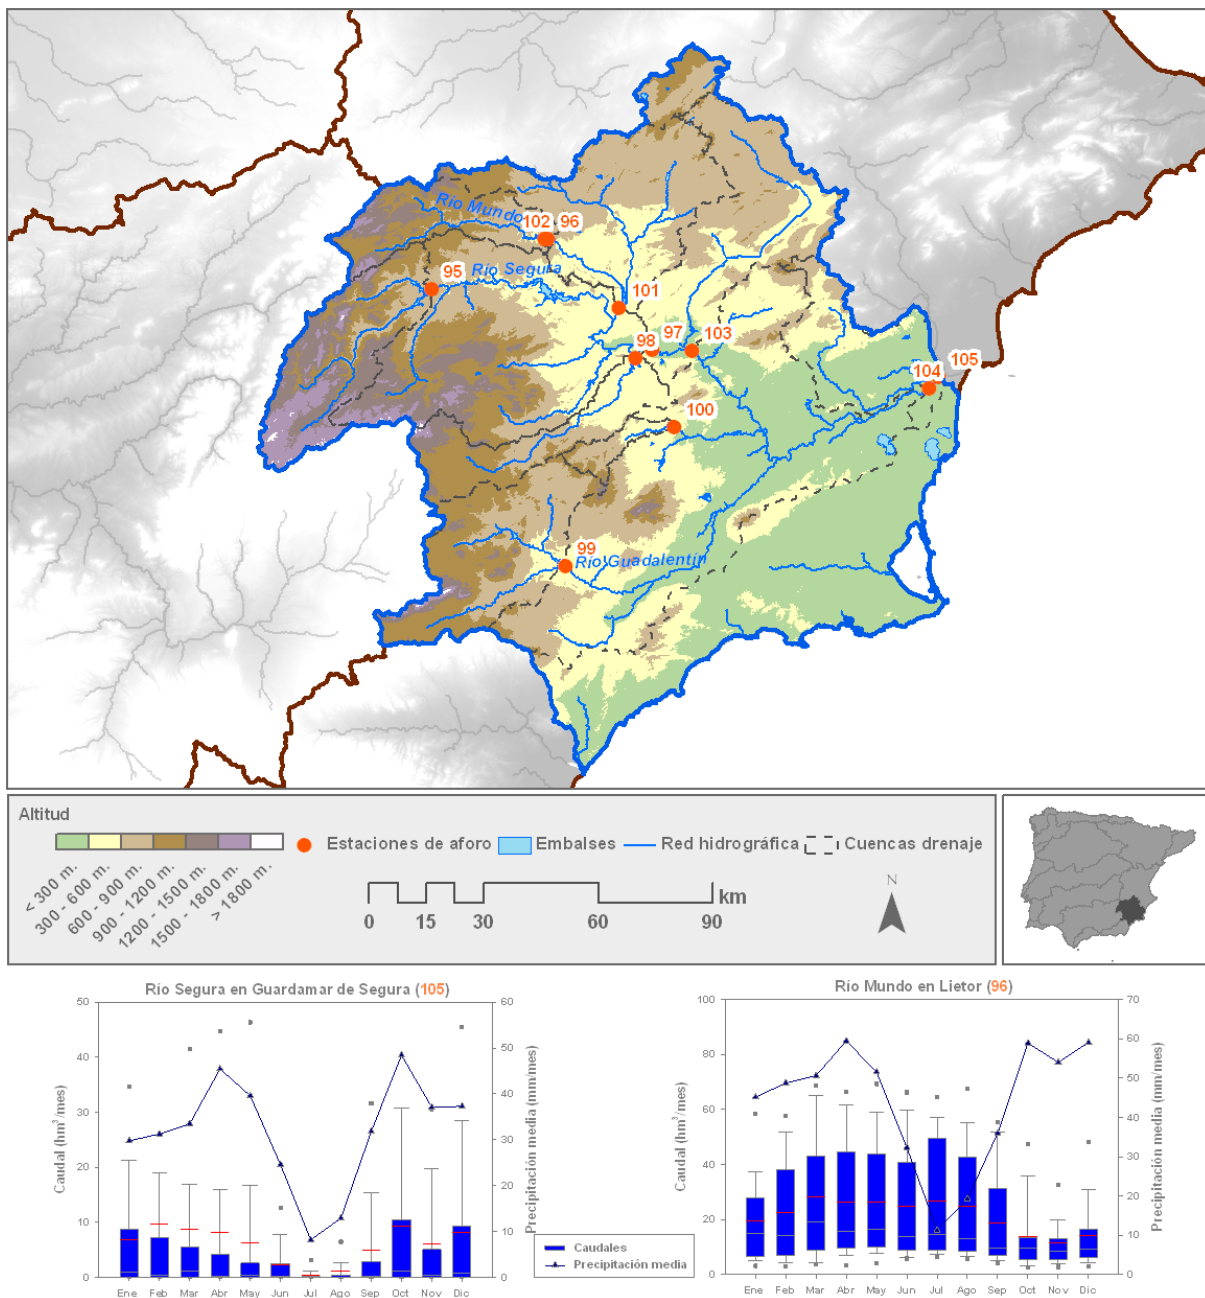 Río Mundo
102
96
95
Río Segura
101
97
103
98
105
104
100
99
Río Guadalentín
Altitud
Estaciones de aforo
Embalses
Red hidrográfica
Cuencas drenaje
< 300 m.
300 - 600 m.
600 - 900 m.
900 - 1200 m.
1200 - 1500 m.
1500 - 1800 m.
> 1800 m.
km
0 15 30 60 90
N
Río Segura en Guardamar de Segura (105)
50
40
30
20
10
0
Caudal (hm³/mes)
60
50
40
30
20
10
0
Precipitación media (mm/mes)
Ene Feb Mar Abr May Jun Jul Ago Sep Oct Nov Dic
Caudales
Precipitación media
Río Mundo en Lietor (96)
100
80
60
40
20
0
Caudal (hm³/mes)
70
60
50
40
30
20
10
0
Precipitación media (mm/mes)
Ene Feb Mar Abr May Jun Jul Ago Sep Oct Nov Dic